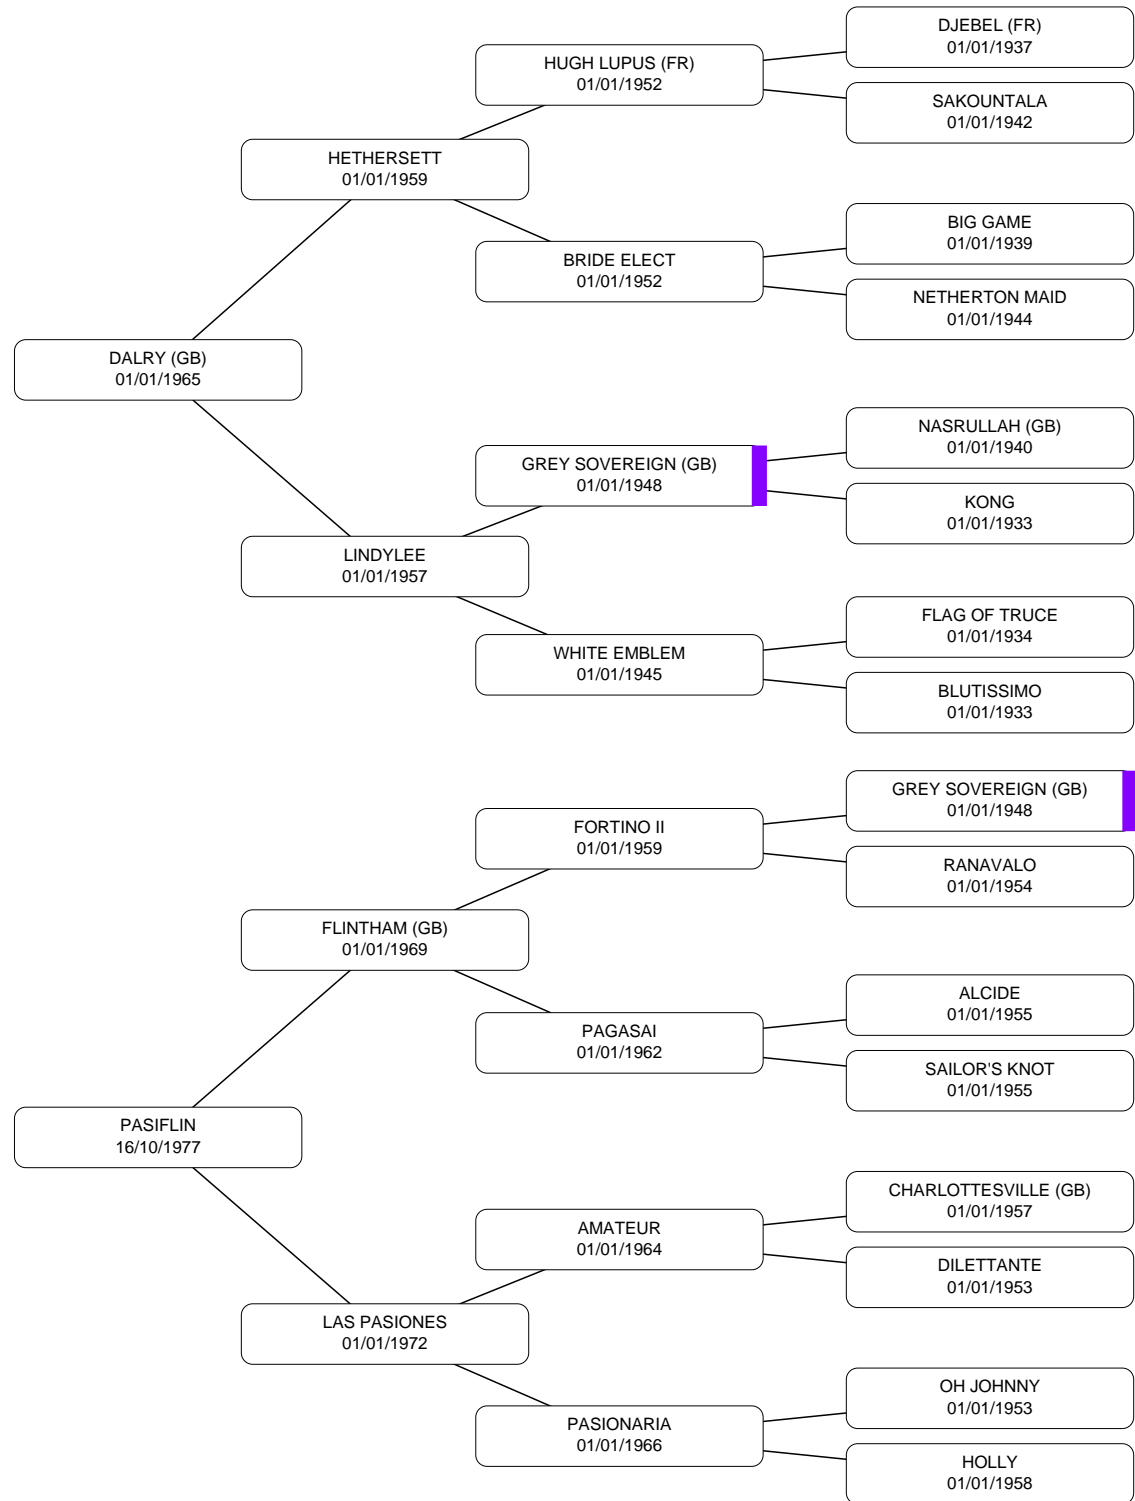 DJEBEL (FR)
01/01/1937
HUGH LUPUS (FR)
01/01/1952
SAKOUNTALA
01/01/1942
HETHERSETT
01/01/1959
BIG GAME
01/01/1939
BRIDE ELECT
01/01/1952
NETHERTON MAID
01/01/1944
DALRY (GB)
01/01/1965
NASRULLAH (GB)
01/01/1940
GREY SOVEREIGN (GB)
01/01/1948
KONG
01/01/1933
LINDYLEE
01/01/1957
FLAG OF TRUCE
01/01/1934
WHITE EMBLEM
01/01/1945
BLUTISSIMO
01/01/1933
GREY SOVEREIGN (GB)
01/01/1948
FORTINO II
01/01/1959
RANAVALO
01/01/1954
FLINTHAM (GB)
01/01/1969
ALCIDE
01/01/1955
PAGASAI
01/01/1962
SAILOR'S KNOT
01/01/1955
PASIFLIN
16/10/1977
CHARLOTTESVILLE (GB)
01/01/1957
AMATEUR
01/01/1964
DILETTANTE
01/01/1953
LAS PASIONES
01/01/1972
OH JOHNNY
01/01/1953
PASIONARIA
01/01/1966
HOLLY
01/01/1958